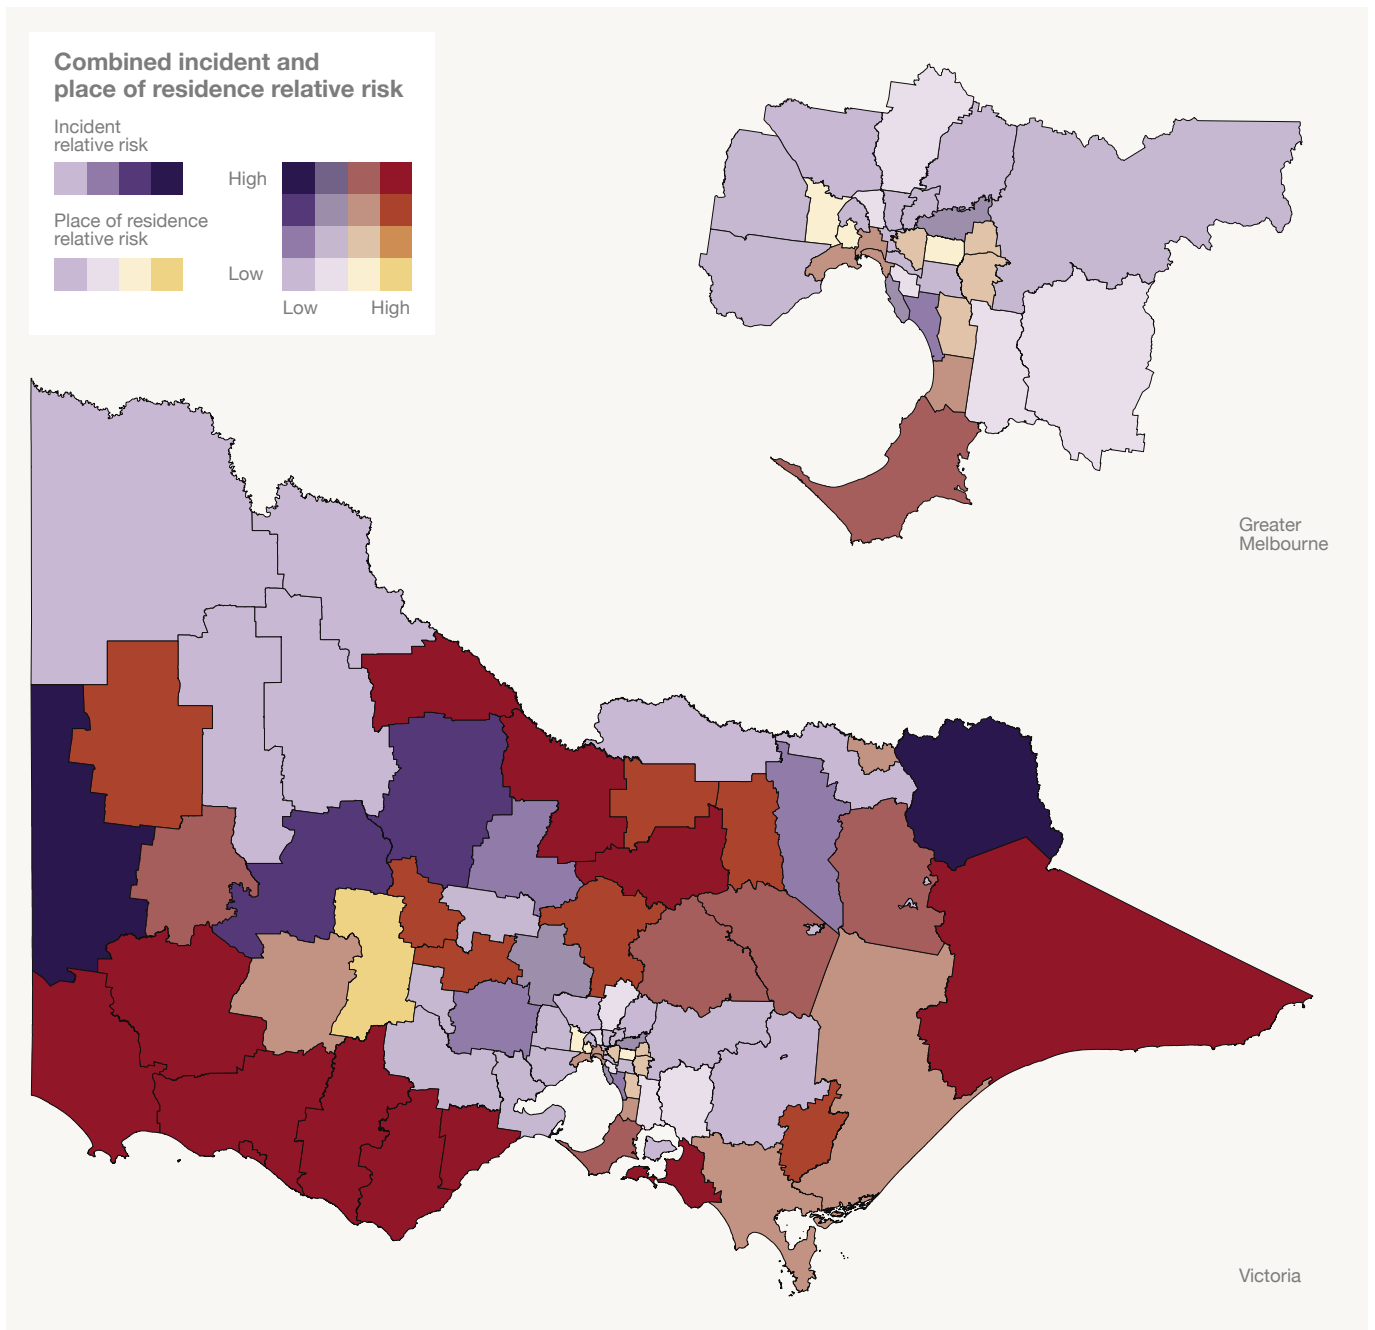 Combined incident and
place of residence relative risk
Incident
relative risk
Place of residence
relative risk
High
Low
Low
High
Greater
Melbourne
Victoria